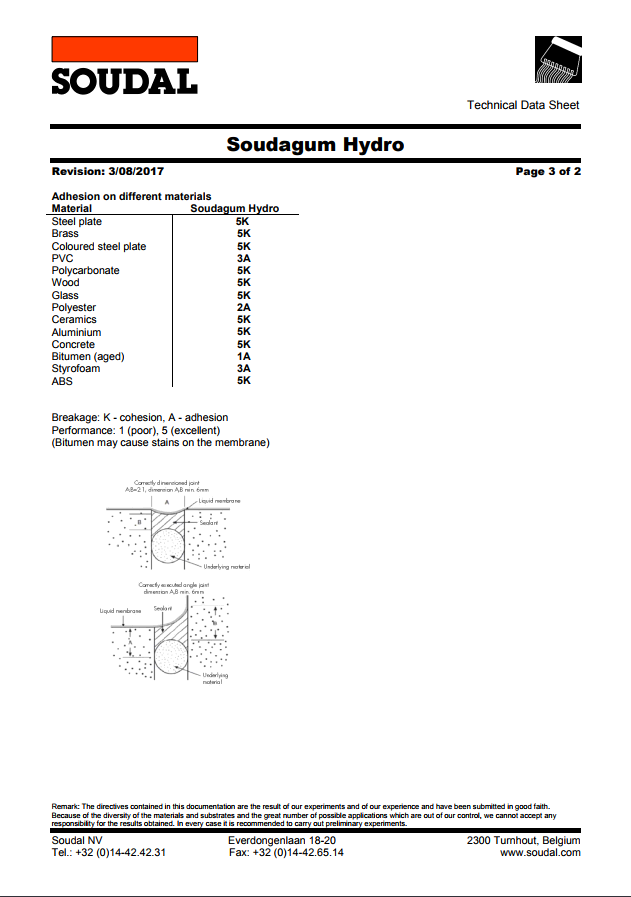 SOUDAL
Technical Data Sheet
Soudagum Hydro
Revision: 3/08/2017 Page 3 of 2
Adhesion on different materials
Material Soudagum Hydro
Steel plate 5K
Brass 5K
Coloured steel plate 5K
PVC 3A
Polycarbonate 5K
Wood 5K
Glass 5K
Polyester 2A
Ceramics 5K
Aluminium 5K
Concrete 5K
Bitumen (aged) 1A
Styrofoam 3A
ABS 5K
Breakage: K - cohesion, A - adhesion
Performance: 1 (poor), 5 (excellent)
(Bitumen may cause stains on the membrane)
Correctly dimensioned joint
A/B=2:1, dimension A,B min. 6mm
A
Liquid membrane
B
Sealant
Underlying material
Correctly executed angle joint
dimension A,B min. 6mm
Liquid membrane
Sealant
B
A
Underlying
material
Remark: The directives contained in this documentation are the result of our experiments and of our experience and have been submitted in good faith.
Because of the diversity of the materials and substrates and the great number of possible applications which are out of our control, we cannot accept any
responsibility for the results obtained. In every case it is recommended to carry out preliminary experiments.
Soudal NV Everdongenlaan 18-20 2300 Turnhout, Belgium
Tel.: +32 (0)14-42.42.31 Fax: +32 (0)14-42.65.14 www.soudal.com